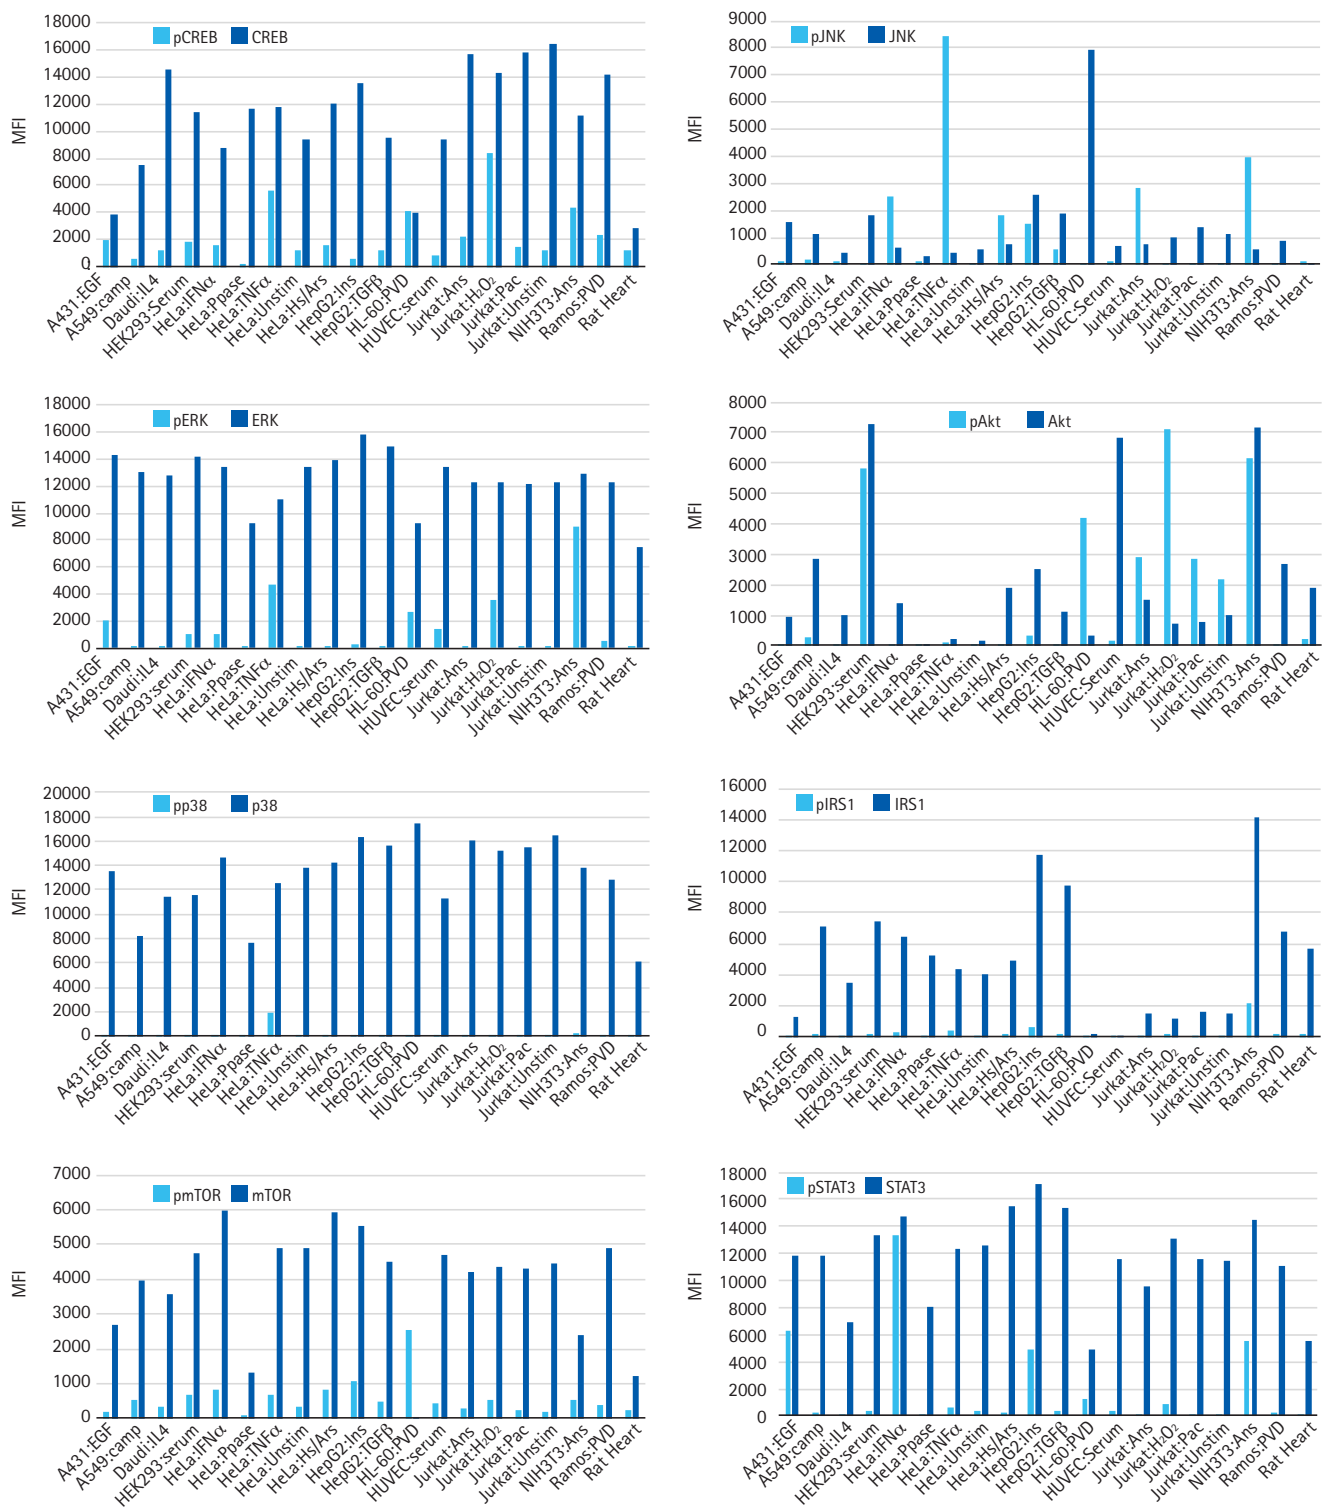 18000
16000
14000
12000
10000
8000
6000
4000
2000
0
MFI
pCREB CREB
A431:EGF
A549:camp
Daudi:IL4
HEK293:Serum
HeLa:IFNα
HeLa:Ppase
HeLa:TNFα
HeLa:Unstim
HeLa:Hs/Ars
HepG2:Ins
HepG2:TGFβ
HL-60:PVD
HUVEC:serum
Jurkat:Ans
Jurkat:H₂O₂
Jurkat:Pac
Jurkat:Unstim
NIH3T3:Ans
Ramos:PVD
Rat Heart
9000
8000
7000
6000
5000
4000
3000
2000
1000
0
MFI
pJNK JNK
A431:EGF
A549:camp
Daudi:IL4
HEK293:Serum
HeLa:IFNα
HeLa:Ppase
HeLa:TNFα
HeLa:Unstim
HeLa:Hs/Ars
HepG2:Ins
HepG2:TGFβ
HL-60:PVD
HUVEC:Serum
Jurkat:Ans
Jurkat:H₂O₂
Jurkat:Pac
Jurkat:Unstim
NIH3T3:Ans
Ramos:PVD
Rat Heart
18000
16000
14000
12000
10000
8000
6000
4000
2000
0
MFI
pERK ERK
A431:EGF
A549:camp
Daudi:IL4
HEK293:serum
HeLa:IFNα
HeLa:Ppase
HeLa:TNFα
HeLa:Unstim
HeLa:Hs/Ars
HepG2:Ins
HepG2:TGFβ
HL-60:PVD
HUVEC:serum
Jurkat:Ans
Jurkat:H₂O₂
Jurkat:Pac
Jurkat:Unstim
NIH3T3:Ans
Ramos:PVD
Rat Heart
8000
7000
6000
5000
4000
3000
2000
1000
0
MFI
pAkt Akt
A431:EGF
A549:camp
Daudi:IL4
HEK293:serum
HeLa:IFNα
HeLa:Ppase
HeLa:TNFα
HeLa:Unstim
HeLa:Hs/Ars
HepG2:Ins
HepG2:TGFβ
HL-60:PVD
HUVEC:Serum
Jurkat:Ans
Jurkat:H₂O₂
Jurkat:Pac
Jurkat:Unstim
NIH3T3:Ans
Ramos:PVD
Rat Heart
20000
18000
16000
14000
12000
10000
8000
6000
4000
2000
0
MFI
pp38 p38
A431:EGF
A549:camp
Daudi:IL4
HEK293:serum
HeLa:IFNα
HeLa:Ppase
HeLa:TNFα
HeLa:Unstim
HeLa:Hs/Ars
HepG2:Ins
HepG2:TGFβ
HL-60:PVD
HUVEC:serum
Jurkat:Ans
Jurkat:H₂O₂
Jurkat:Pac
Jurkat:Unstim
NIH3T3:Ans
Ramos:PVD
Rat Heart
16000
14000
12000
10000
8000
6000
4000
2000
0
MFI
pIRS1 IRS1
A431:EGF
A549:camp
Daudi:IL4
HEK293:serum
HeLa:IFNα
HeLa:Ppase
HeLa:TNFα
HeLa:Unstim
HeLa:Hs/Ars
HepG2:Ins
HepG2:TGFβ
HL-60:PVD
HUVEC:Serum
Jurkat:Ans
Jurkat:H₂O₂
Jurkat:Pac
Jurkat:Unstim
NIH3T3:Ans
Ramos:PVD
Rat Heart
7000
6000
5000
4000
3000
2000
1000
0
MFI
pmTOR mTOR
A431:EGF
A549:camp
Daudi:IL4
HEK293:serum
HeLa:IFNα
HeLa:Ppase
HeLa:TNFα
HeLa:Unstim
HeLa:Hs/Ars
HepG2:Ins
HepG2:TGFβ
HL-60:PVD
HUVEC:serum
Jurkat:Ans
Jurkat:H₂O₂
Jurkat:Pac
Jurkat:Unstim
NIH3T3:Ans
Ramos:PVD
Rat Heart
18000
16000
14000
12000
10000
8000
6000
4000
2000
0
MFI
pSTAT3 STAT3
A431:EGF
A549:camp
Daudi:IL4
HEK293:serum
HeLa:IFNα
HeLa:Ppase
HeLa:TNFα
HeLa:Unstim
HeLa:Hs/Ars
HepG2:Ins
HepG2:TGFβ
HL-60:PVD
HUVEC:Serum
Jurkat:Ans
Jurkat:H₂O₂
Jurkat:Pac
Jurkat:Unstim
NIH3T3:Ans
Ramos:PVD
Rat Heart